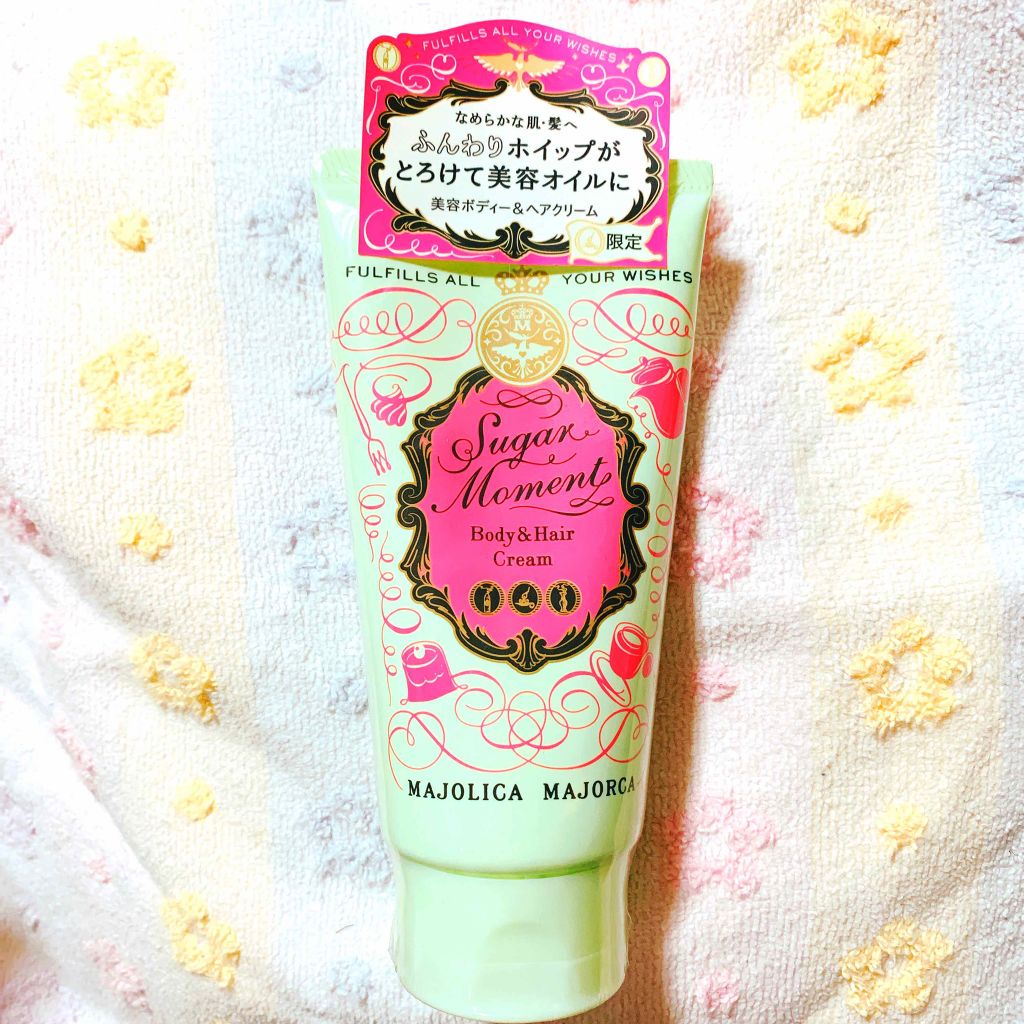 FULFILLS ALL YOUR WISHES
なめらかな肌・髪へ
ふんわりホイップが
とろけて美容オイルに
美容ボディー&ヘアクリーム
限定
FULFILLS ALL YOUR WISHES
M
Sugar
Moment
Body&Hair
Cream
MAJOLICA MAJORCA